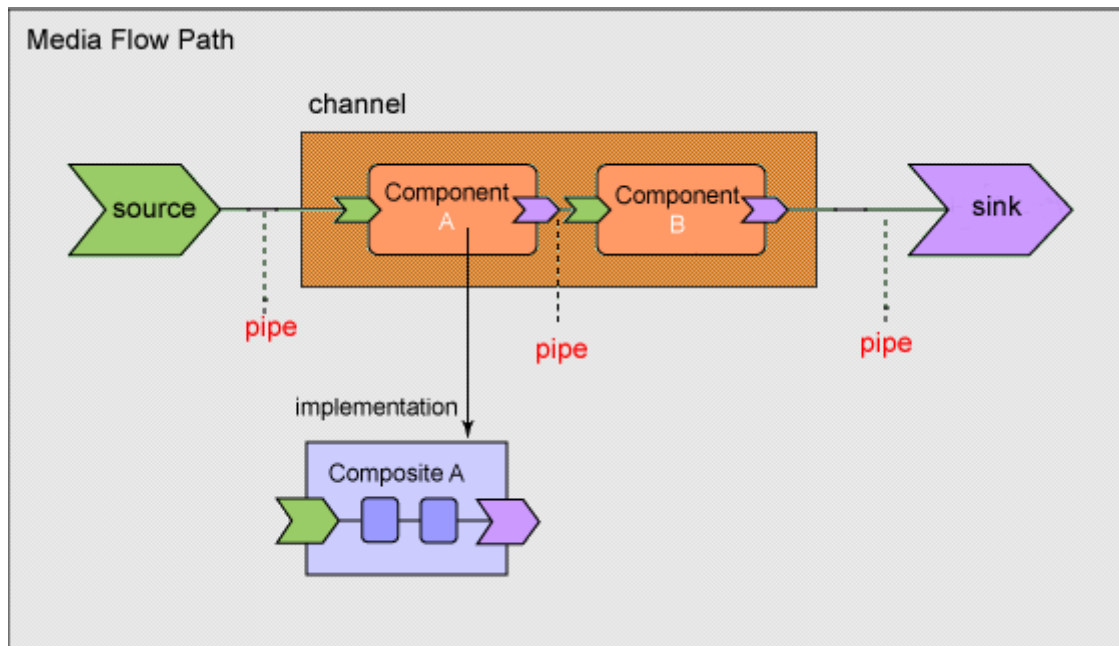 Media Flow Path
channel
source
Component
A
Component
B
sink
pipe
pipe
pipe
implementation
Composite A